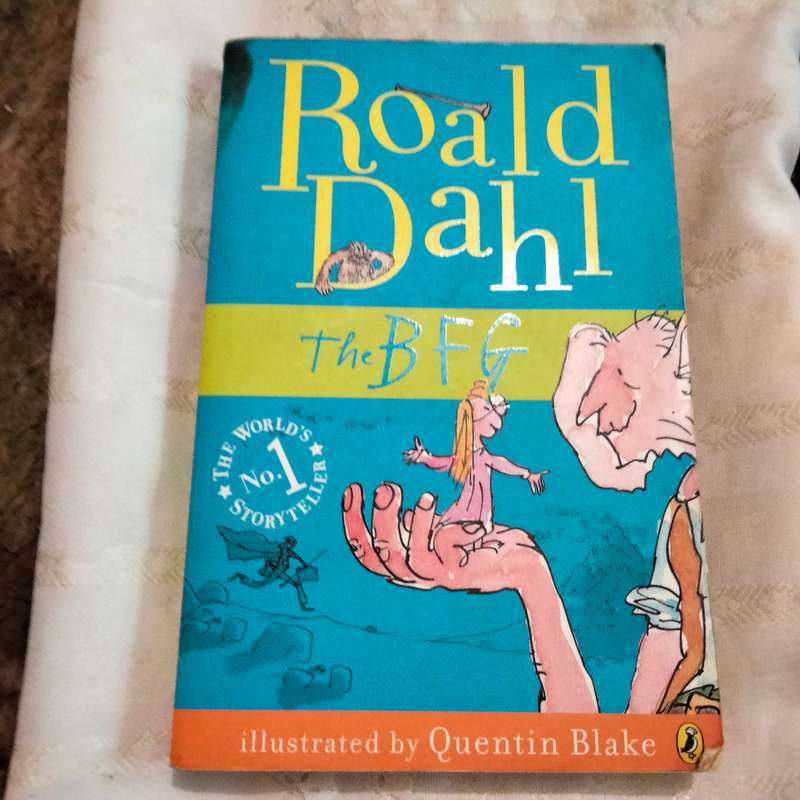 Roald
Dahl
the BFG
THE WORLD'S
No. 1
STORYTELLER
illustrated by Quentin Blake